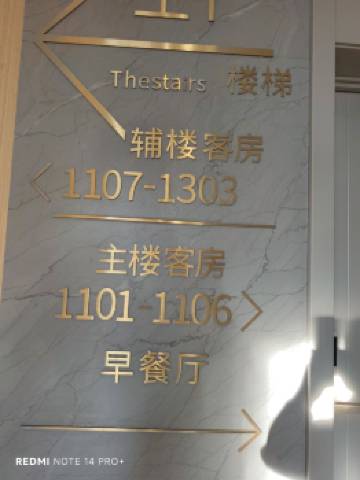 Thestairs 楼梯
辅楼客房
1107-1303
主楼客房
1101-1106
早餐厅
REDMI NOTE 14 PRO+